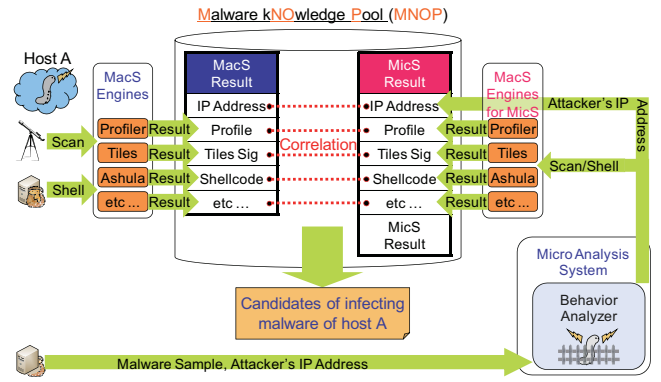 Malware kNOwledge Pool (MNOP)
Host A
MacS
Engines
MacS
Result
MicS
Result
MacS
Engines
for MicS
Attacker's IP
Address
IP Address
IP Address
Scan
Profiler
Result
Profile
Profile
Result
Profiler
Correlation
Tiles
Result
Tiles Sig
Tiles Sig
Result
Tiles
Scan/Shell
Shell
Ashula
Result
Shellcode
Shellcode
Result
Ashula
etc ...
Result
etc ...
etc ...
Result
etc ...
MicS
Result
Micro Analysis
System
Behavior
Analyzer
Candidates of infecting
malware of host A
Malware Sample, Attacker's IP Address